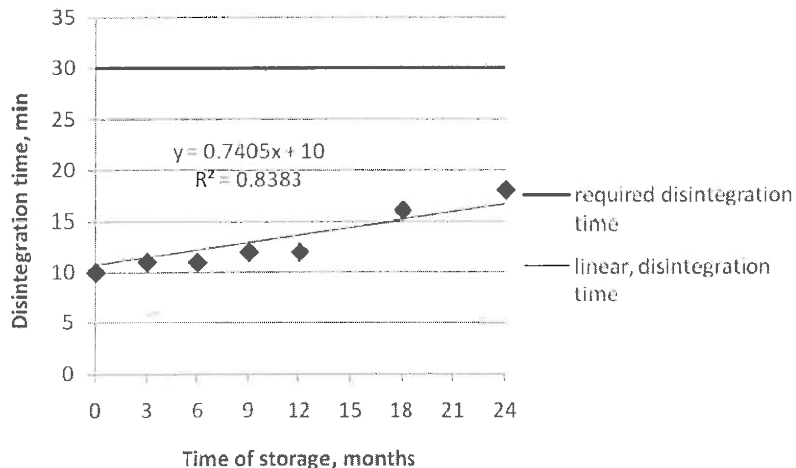 35
30
25
20
15
10
5
0
Disintegration time, min
y = 0.7405x + 10
R² = 0.8383
0 3 6 9 12 15 18 21 24
Time of storage, months
required disintegration
time
linear, disintegration
time